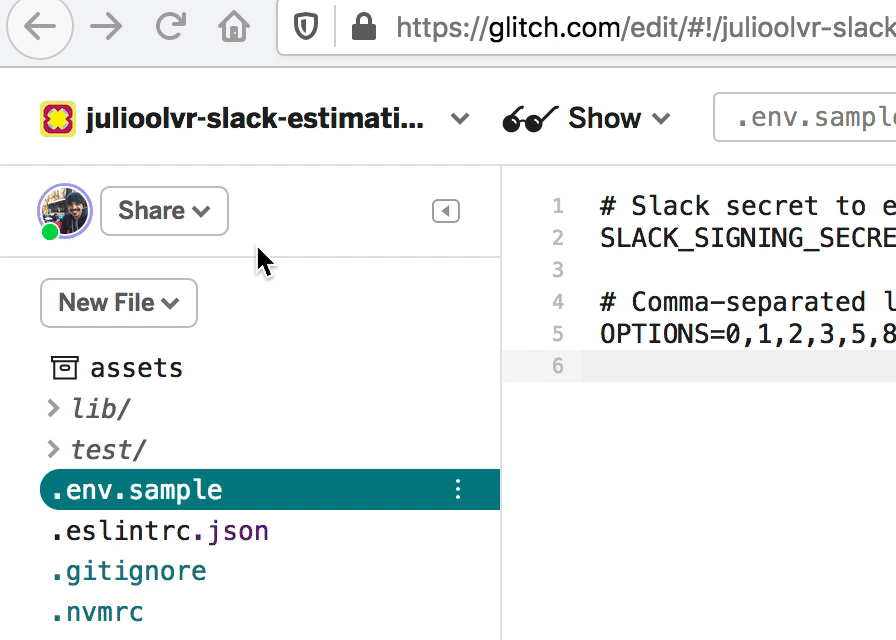 https://glitch.com/edit/#!/julioolvr-slack
julioolvr-slack-estimati...
Show
.env.sample
Share
New File
assets
lib/
test/
.env.sample
.eslintrc.json
.gitignore
.nvmrc
1 # Slack secret to e
2 SLACK_SIGNING_SECRE
3
4 # Comma-separated l
5 OPTIONS=0,1,2,3,5,8
6